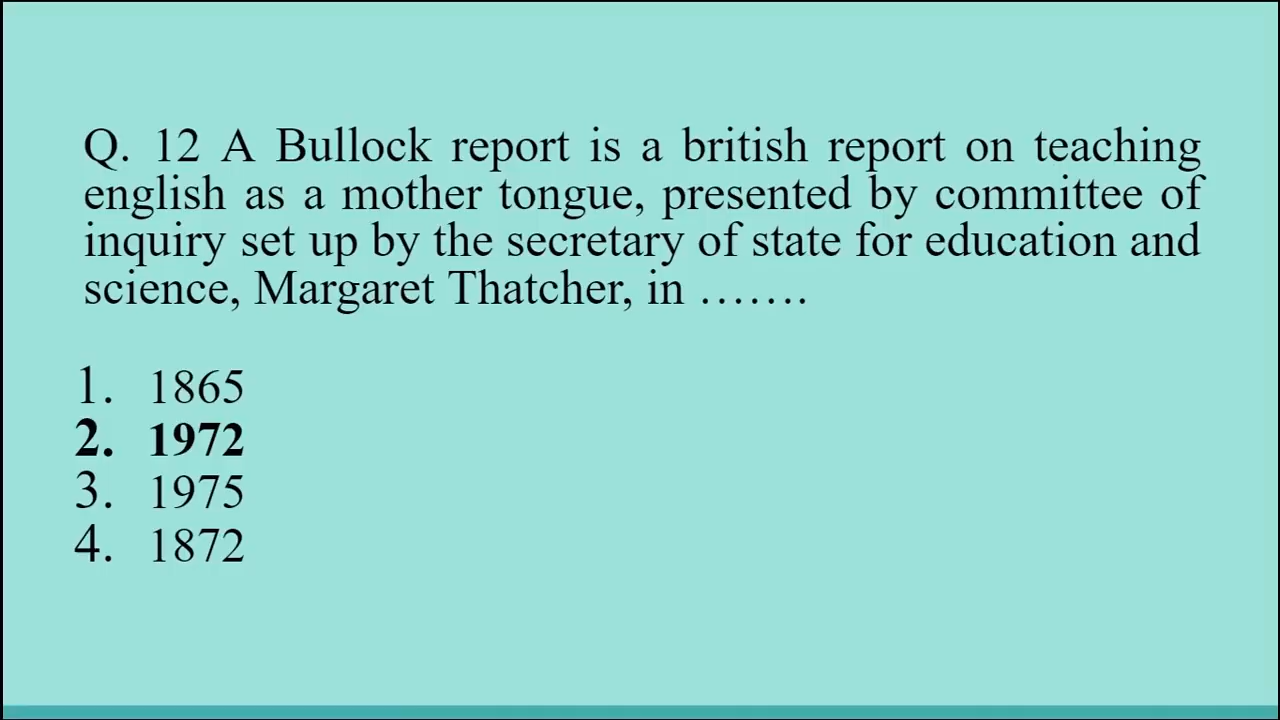 Q. 12 A Bullock report is a british report on teaching
english as a mother tongue, presented by committee of
inquiry set up by the secretary of state for education and
science, Margaret Thatcher, in …….
1. 1865
2. 1972
3. 1975
4. 1872